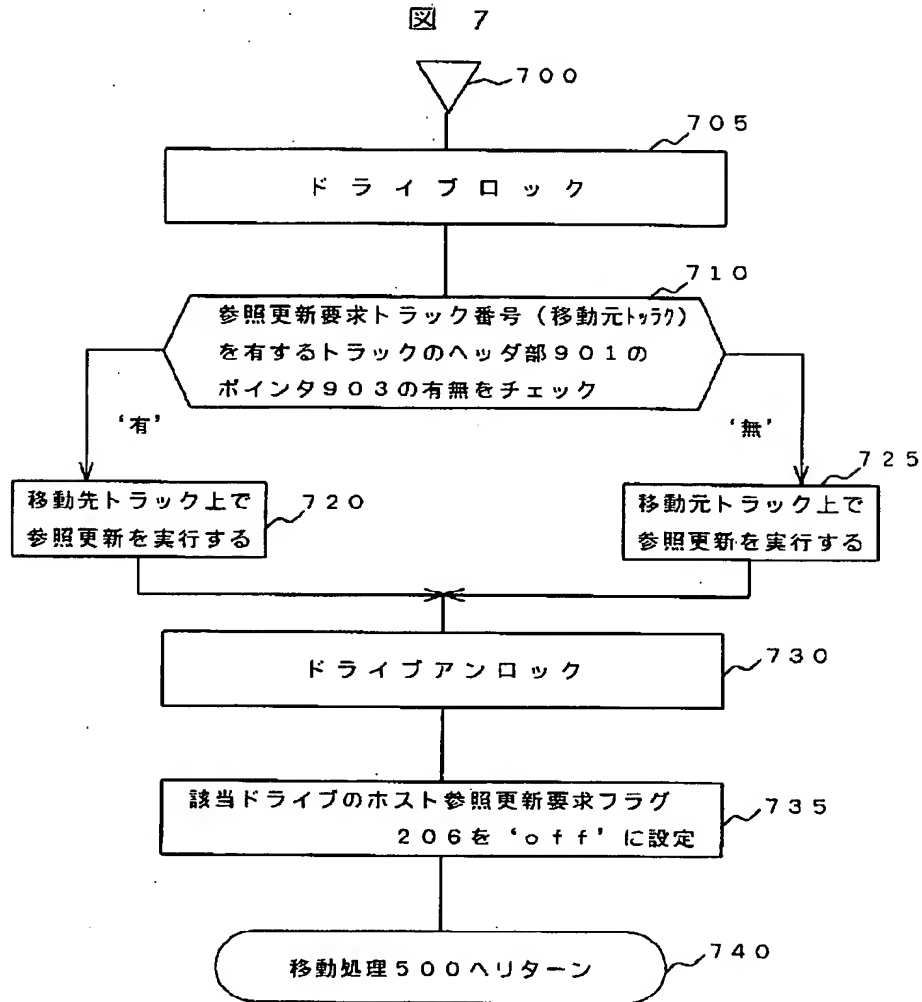 図 7
700
705
ドライブロック
710
参照更新要求トラック番号(移動元トッラク)
を有するトラックのヘッダ部901の
ポインタ903の有無をチェック
‘有’
‘無’
移動先トラック上で
参照更新を実行する
720
725
移動元トラック上で
参照更新を実行する
ドライブアンロック
730
該当ドライブのホスト参照更新要求フラグ
206を‘off’に設定
735
移動処理500へリターン
740